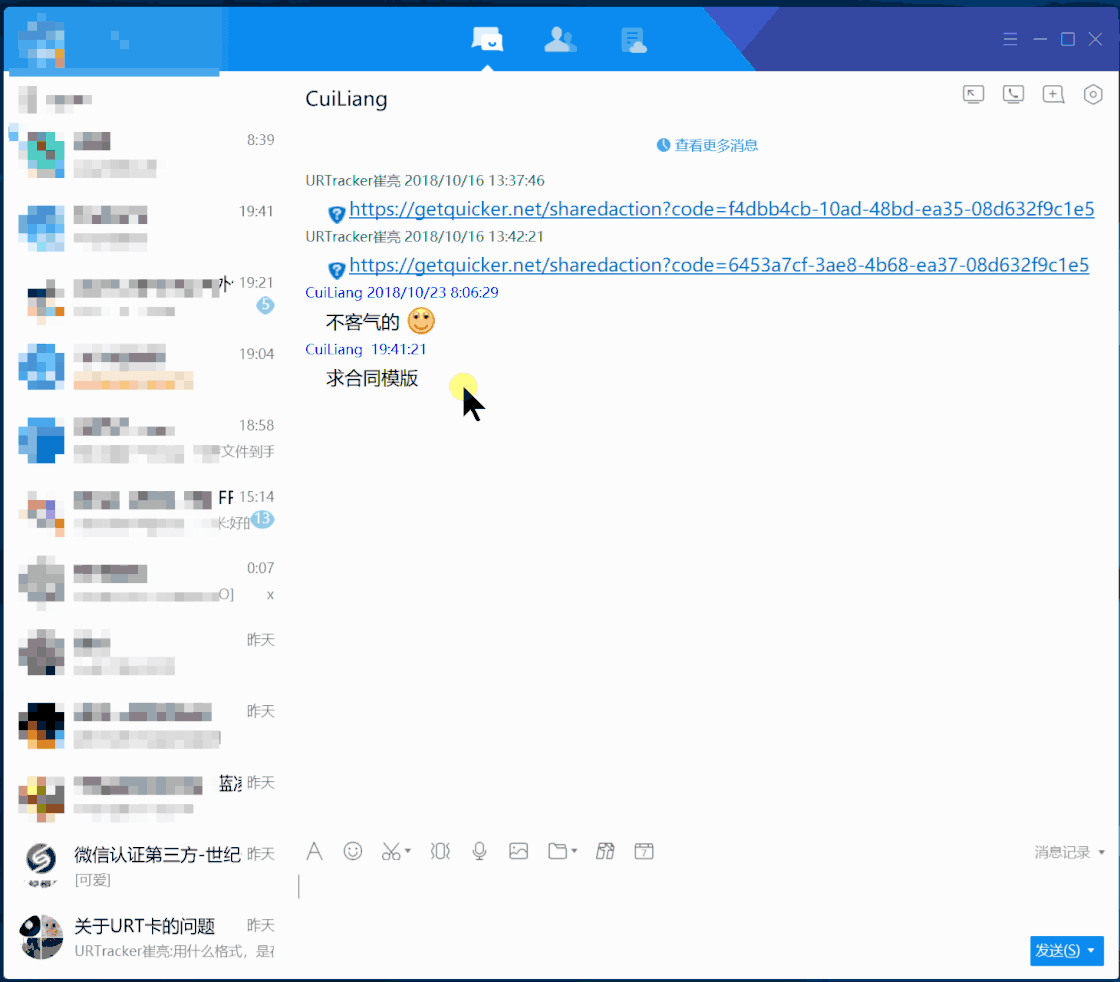 CuiLiang
查看更多消息
URTracker崔亮 2018/10/16 13:37:46
https://getquicker.net/sharedaction?code=f4dbb4cb-10ad-48bd-ea35-08d632f9c1e5
URTracker崔亮 2018/10/16 13:42:21
https://getquicker.net/sharedaction?code=6453a7cf-3ae8-4b68-ea37-08d632f9c1e5
CuiLiang 2018/10/23 8:06:29
不客气的
CuiLiang 19:41:21
求合同模版
8:39
19:41
19:21
5
19:04
18:58
文件到手
FF 15:14
:好的 13
0:07
O] x
昨天
昨天
蓝凌 昨天
微信认证第三方-世纪 昨天
[可爱]
关于URT卡的问题 昨天
URTracker崔亮:用什么格式，是在
7
消息记录
发送(S)